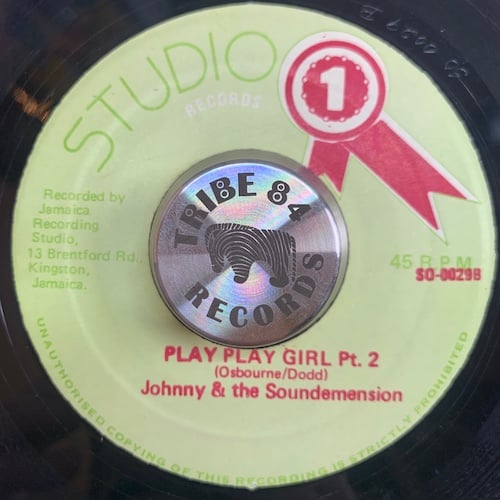 STUDIO
RECORDS
1
Recorded by
Jamaica
Recording
Studio,
13 Brentford Rd.,
Kingston,
Jamaica.
TRIBE 84
RECORDS
45 R.P.M
SO-0029B
PLAY PLAY GIRL Pt. 2
(Osbourne/Dodd)
Johnny & the Soundemension
UNAUTHORISED COPYING OF THIS RECORDING IS STRICTLY PROHIBITED